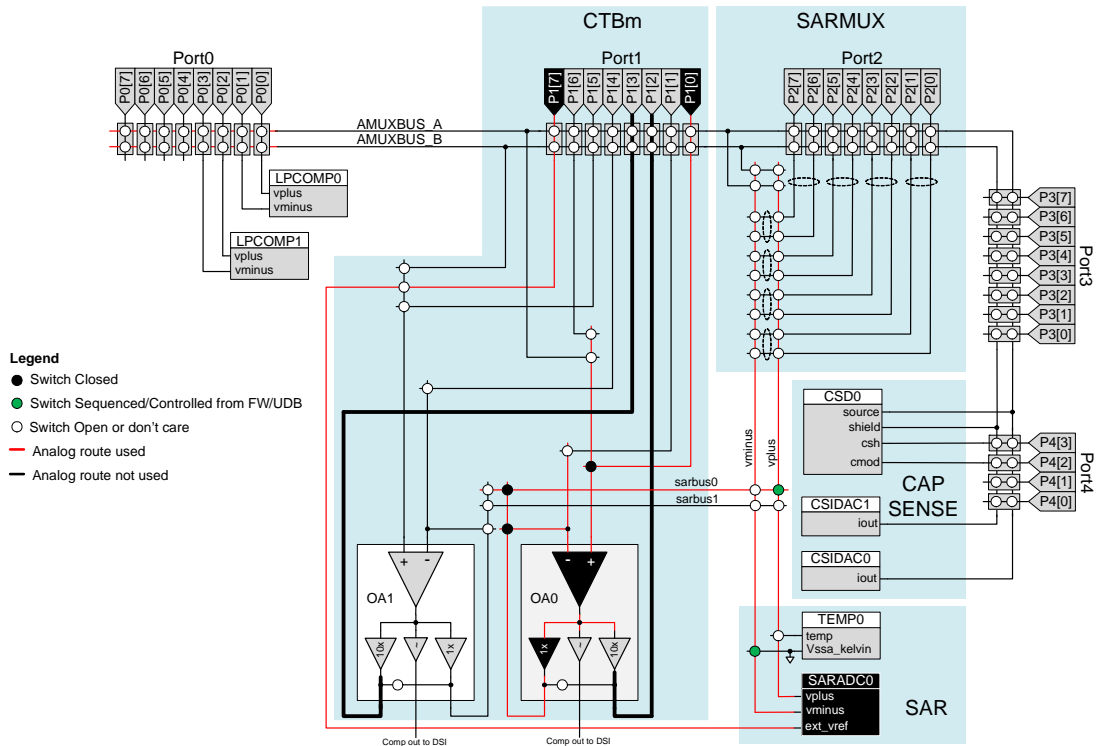 CTBm
SARMUX
Port0
Port1
Port2
P0[7]
P0[6]
P0[5]
P0[4]
P0[3]
P0[2]
P0[1]
P0[0]
P1[7]
P1[6]
P1[5]
P1[4]
P1[3]
P1[2]
P1[1]
P1[0]
P2[7]
P2[6]
P2[5]
P2[4]
P2[3]
P2[2]
P2[1]
P2[0]
AMUXBUS_A
AMUXBUS_B
LPCOMP0
vplus
vminus
LPCOMP1
vplus
vminus
P3[7]
P3[6]
P3[5]
P3[4]
P3[3]
P3[2]
P3[1]
P3[0]
Port3
Legend
Switch Closed
Switch Sequenced/Controlled from FW/UDB
Switch Open or don't care
Analog route used
Analog route not used
CSD0
source
shield
csh
cmod
CAP
SENSE
P4[3]
P4[2]
P4[1]
P4[0]
Port4
vminus
vplus
sarbus0
sarbus1
CSIDAC1
iout
CSIDAC0
iout
+
-
OA1
10x
~
1x
-
+
OA0
1x
~
10x
TEMP0
temp
Vssa_kelvin
SARADC0
vplus
vminus
ext_vref
SAR
Comp out to DSI
Comp out to DSI